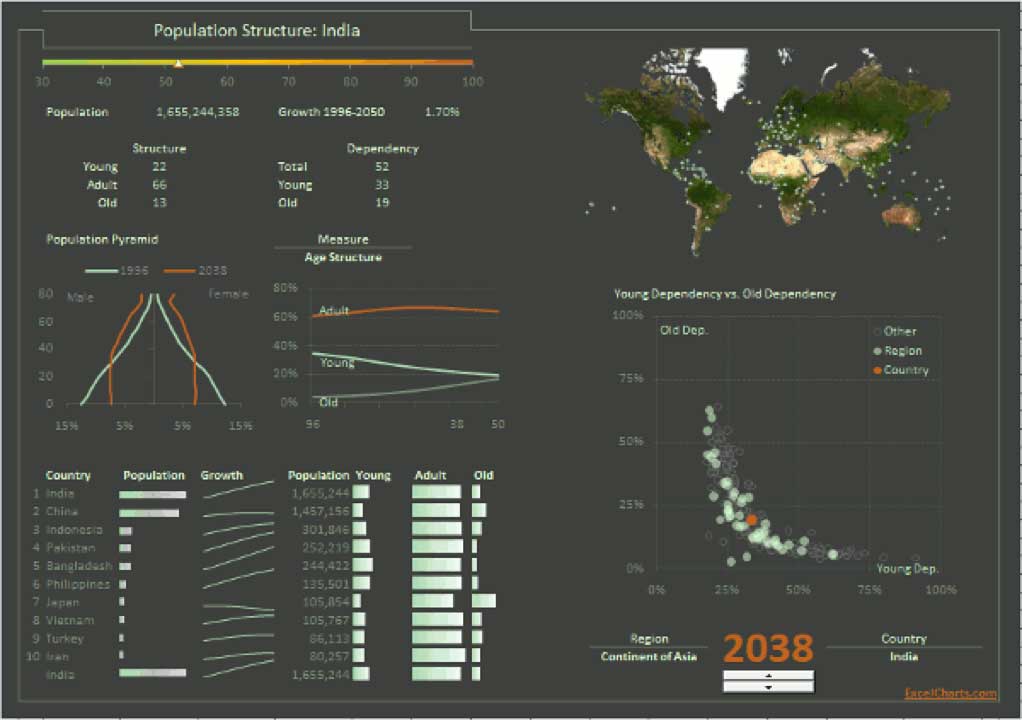 Population Structure: India
30 40 50 60 70 80 90 100
Population 1,655,244,358 Growth 1996-2050 1.70%
Structure Dependency
Young 22 Total 52
Adult 66 Young 33
Old 13 Old 19
Population Pyramid Measure
Age Structure
1996 2038
Male Female
80
60
40
20
0
15% 5% 5% 15%
80%
60%
40%
20%
0%
Adult
Young
Old
96 38 50
Young Dependency vs. Old Dependency
100%
75%
50%
25%
0%
Old Dep.
Other
Region
Country
Young Dep.
0% 25% 50% 75% 100%
Country Population Growth Population Young Adult Old
1 India 1,655,244
2 China 1,457,156
3 Indonesia 301,846
4 Pakistan 252,219
5 Bangladesh 244,422
6 Philippines 135,501
7 Japan 105,854
8 Vietnam 105,767
9 Turkey 86,113
10 Iran 80,257
India 1,655,244
Region 2038 Country
Continent of Asia India
ExcelCharts.com